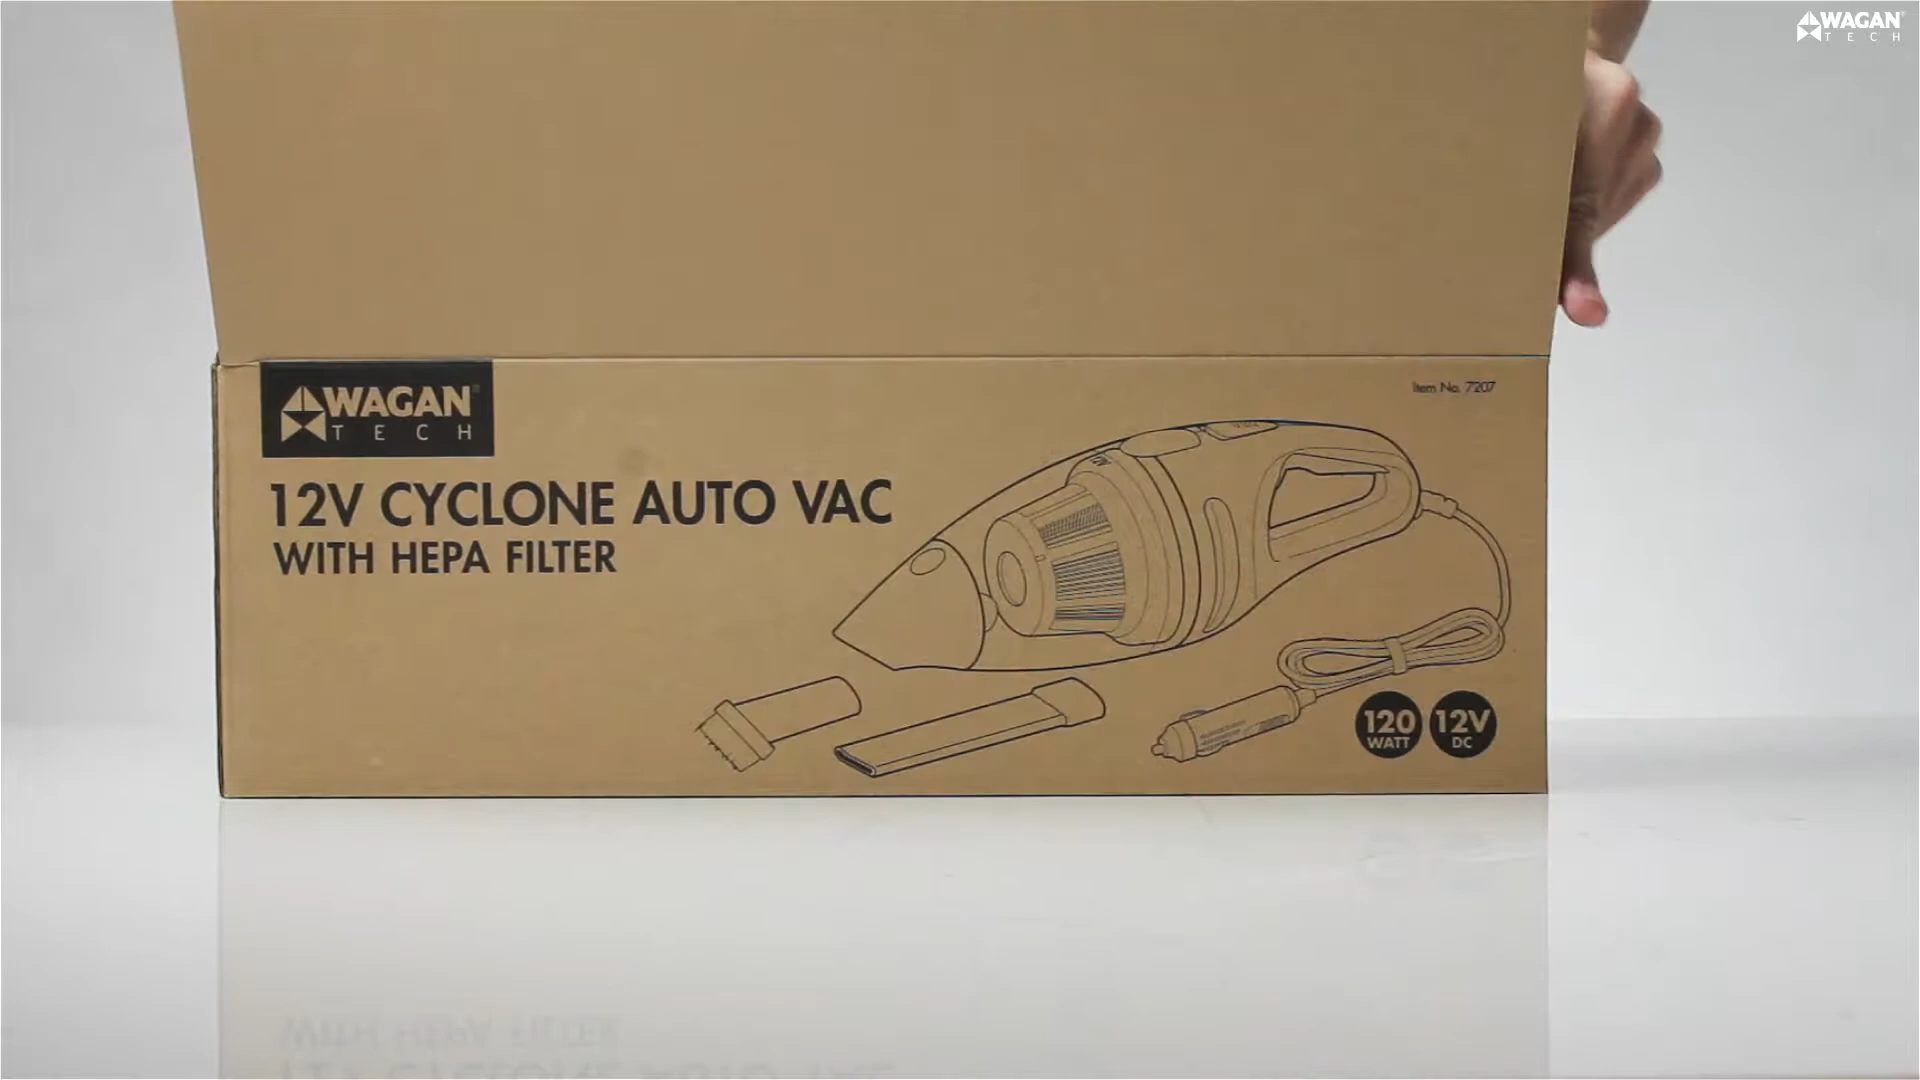 WAGAN
TECH
WAGAN
TECH
Item No. 7207
12V CYCLONE AUTO VAC
WITH HEPA FILTER
120
WATT
12V
DC